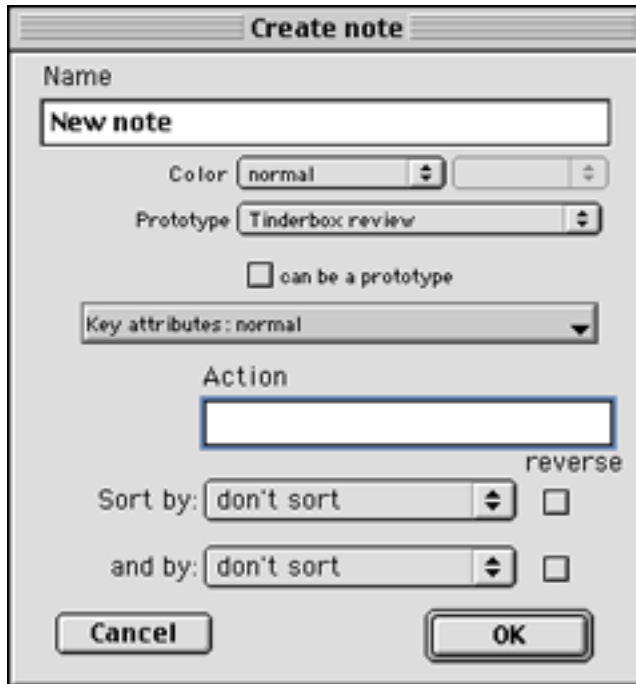 Create note
Name
New note
Color normal
Prototype Tinderbox review
can be a prototype
Key attributes: normal
Action
reverse
Sort by: don't sort
and by: don't sort
Cancel OK